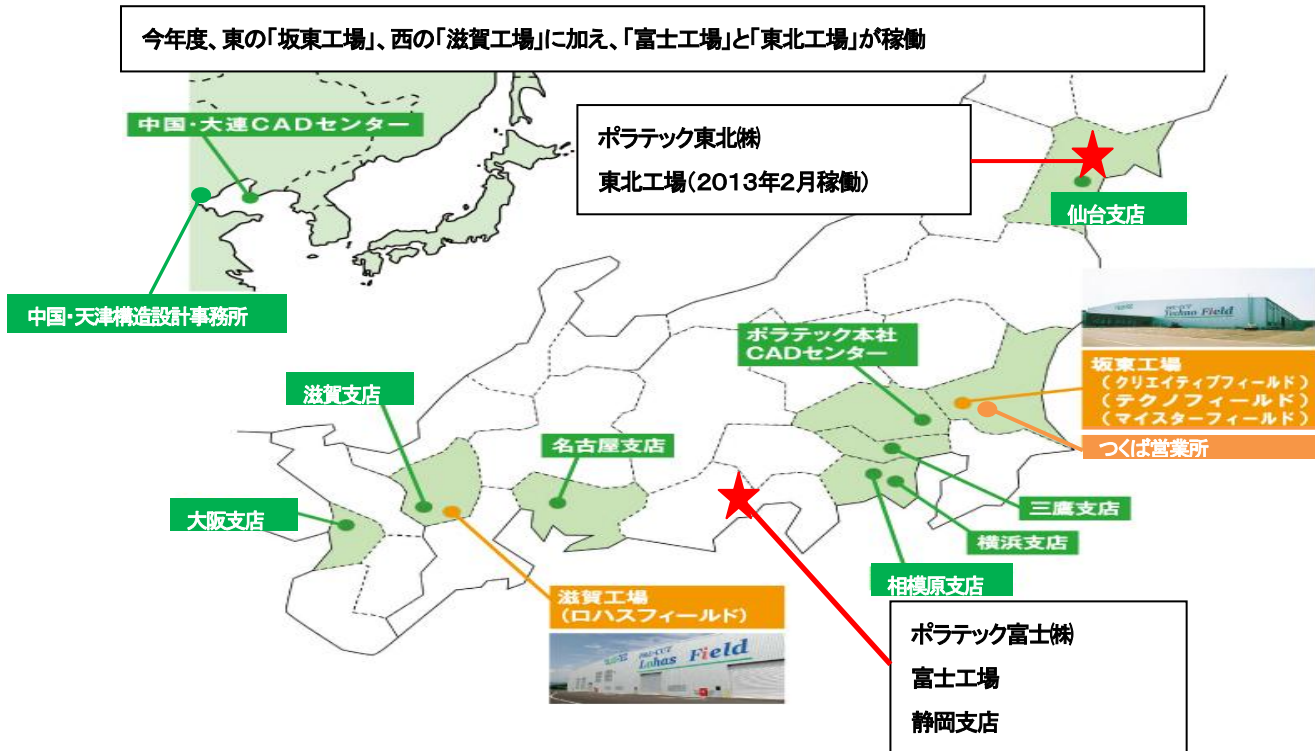 今年度、東の「坂東工場」、西の「滋賀工場」に加え、「富士工場」と「東北工場」が稼働
中国・大連CADセンター
ポラテック東北㈱
東北工場(2013年2月稼働)
仙台支店
中国・天津構造設計事務所
PRE-CUT
Techno Field
ポラテック本社
CADセンター
坂東工場
(クリエイティブフィールド)
(テクノフィールド)
(マイスターフィールド)
つくば営業所
滋賀支店
名古屋支店
大阪支店
三鷹支店
横浜支店
相模原支店
滋賀工場
(ロハスフィールド)
PRE-CUT
Lohas Field
ポラテック富士㈱
富士工場
静岡支店